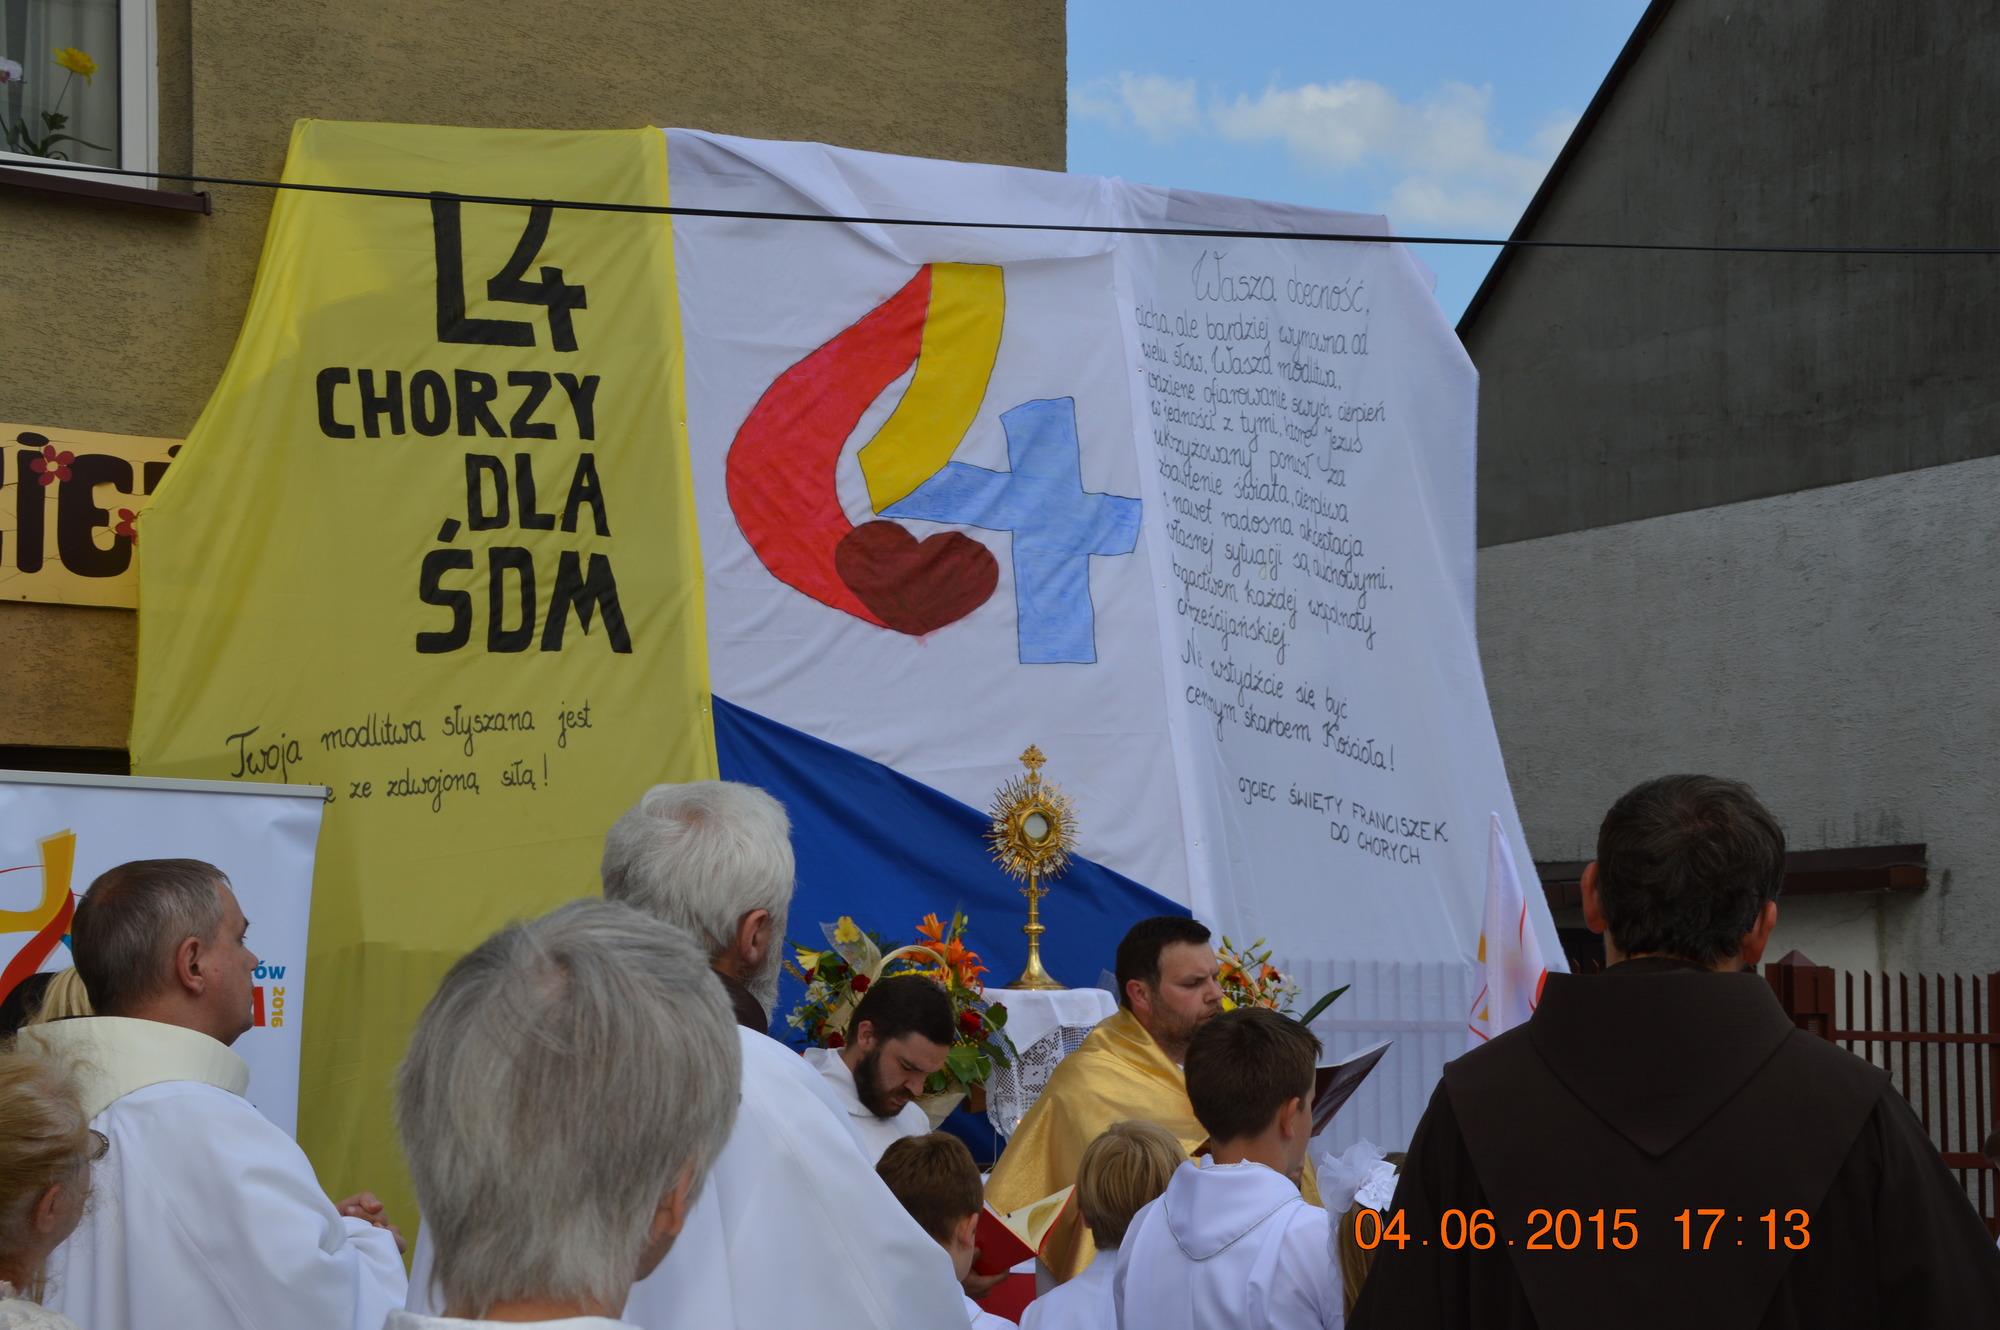 L4
CHORZY
DLA
ŚDM
Twoja modlitwa słyszana jest
ze zdwojoną siłą!
Wasza obecność,
cicha, ale bardziej wymowna od
wielu słów, Wasza modlitwa,
ofiarowanie swych cierpień
w jedności z tymi, które Jezus
ukrzyżowany poniósł za
zbawienie świata, cierpliwa
nawet radosna akceptacja
własnej sytuacji są duchowymi,
bogactwem każdej wspólnoty
chrześcijańskiej.
Nie wstydźcie się być
cennym skarbem Kościoła!
OJCIEC ŚWIĘTY FRANCISZEK
DO CHORYCH
ów
2016
04.06.2015 17:13